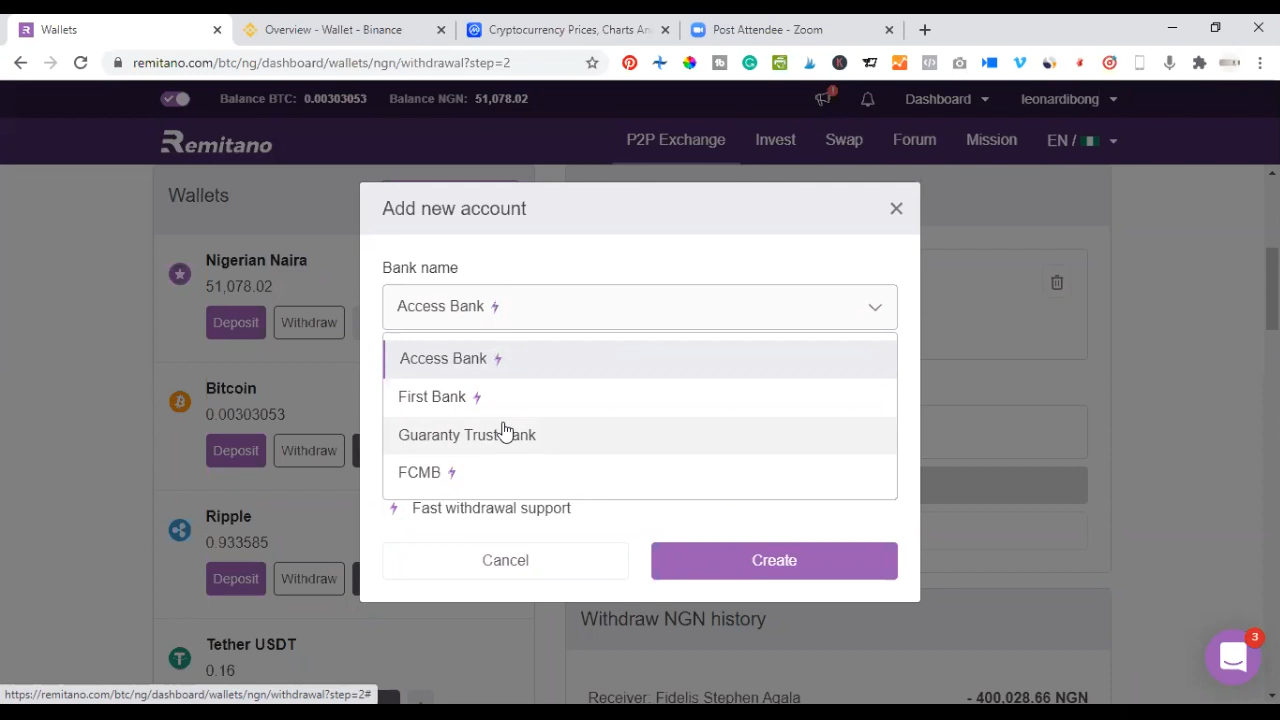 Wallets
Overview - Wallet - Binance
Cryptocurrency Prices, Charts An
Post Attendee - Zoom
remitano.com/btc/ng/dashboard/wallets/ngn/withdrawal?step=2
Balance BTC: 0.00303053
Balance NGN: 51,078.02
Dashboard
leonardibong
Remitano
P2P Exchange
Invest
Swap
Forum
Mission
EN /
Wallets
Nigerian Naira
51,078.02
Deposit
Withdraw
Bitcoin
0.00303053
Deposit
Withdraw
Ripple
0.933585
Deposit
Withdraw
Tether USDT
0.16
Add new account
Bank name
Access Bank
Access Bank
First Bank
Guaranty Trust Bank
FCMB
Fast withdrawal support
Cancel
Create
Withdraw NGN history
Receiver: Fidelis Stephen Agala
- 400,028.66 NGN
3
https://remitano.com/btc/ng/dashboard/wallets/ngn/withdrawal?step=2#